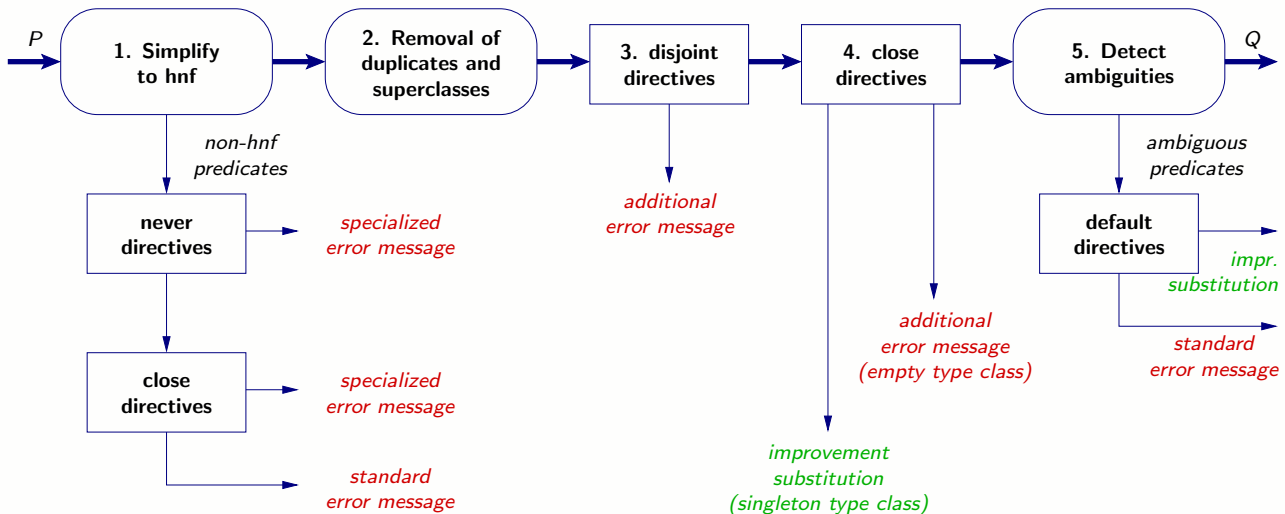 P
1. Simplify
to hnf
2. Removal of
duplicates and
superclasses
3. disjoint
directives
4. close
directives
5. Detect
ambiguities
Q
non-hnf
predicates
never
directives
specialized
error message
close
directives
specialized
error message
standard
error message
additional
error message
additional
error message
(empty type class)
improvement
substitution
(singleton type class)
ambiguous
predicates
default
directives
impr.
substitution
standard
error message